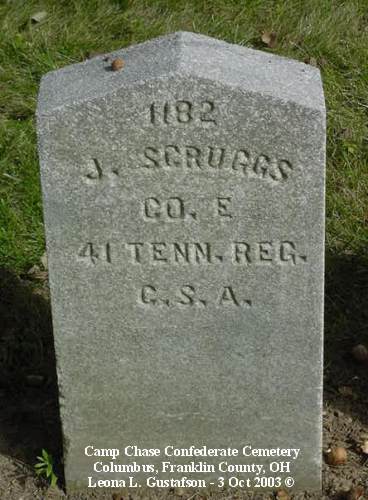 1182
J. SCRUGGS
CO. E
41 TENN. REG.
C.S.A.
Camp Chase Confederate Cemetery
Columbus, Franklin County, OH
Leona L. Gustafson - 3 Oct 2003 ©